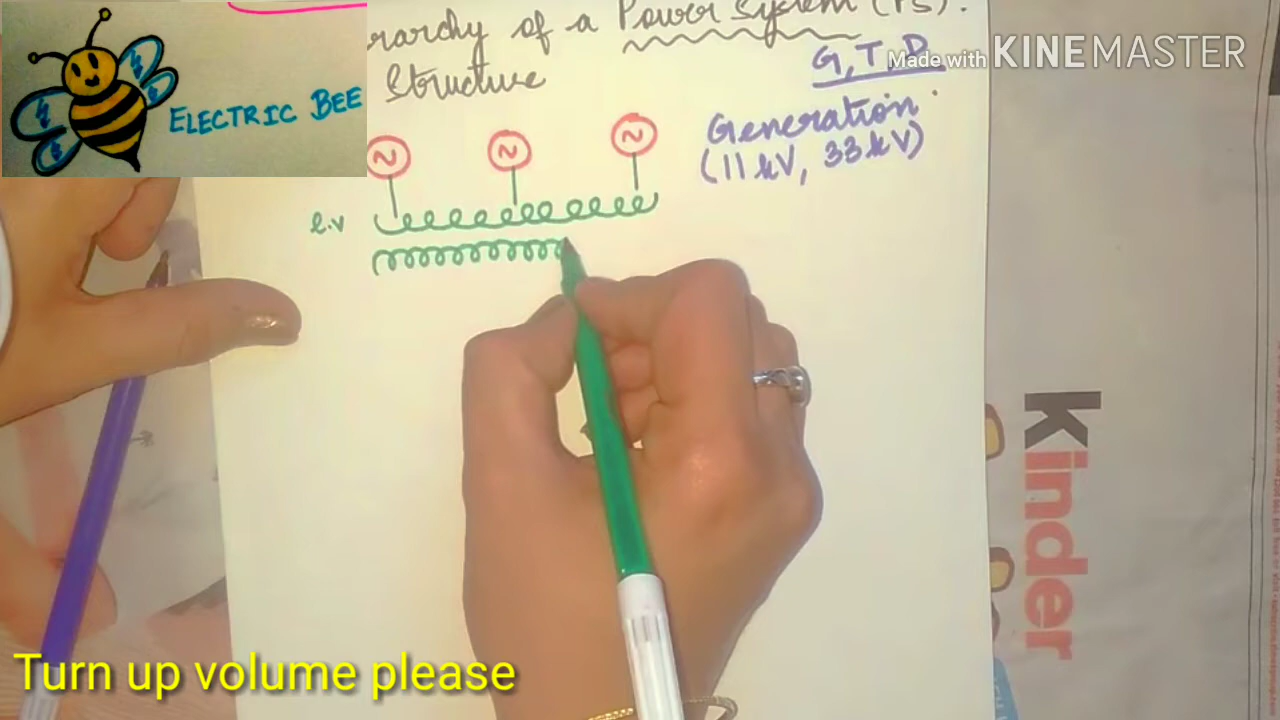 rarchy of a Power System (PS).
Structure
G, T, D
Made with KINEMASTER
ELECTRIC BEE
Generation
(11 kV, 33 kV)
l.v
Kinder
Turn up volume please